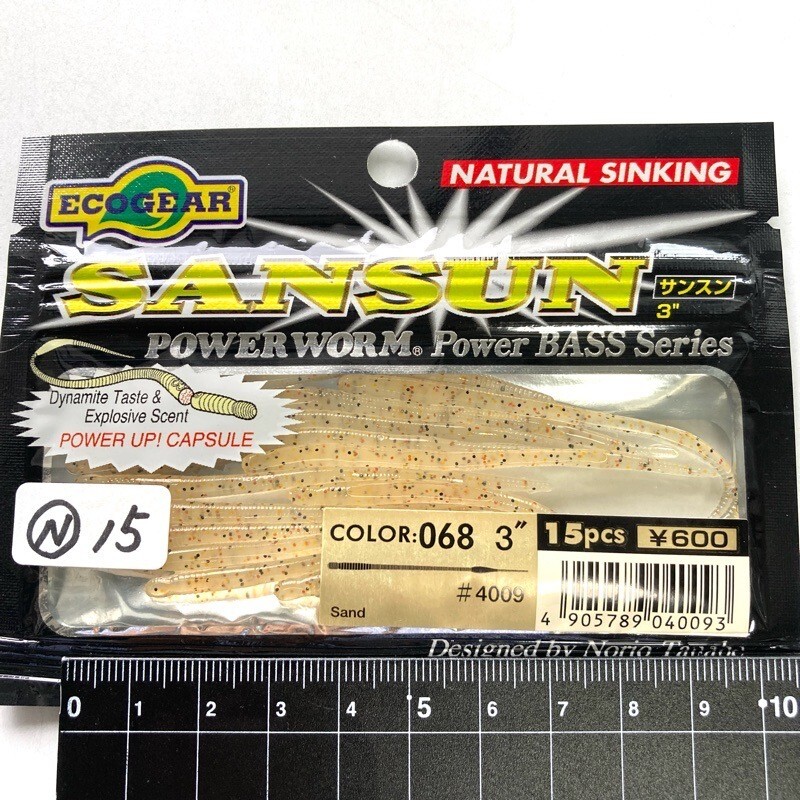 ECOGEAR®
NATURAL SINKING
SANSUN
サンスン
3"
POWER WORM® Power BASS Series
Dynamite Taste &
Explosive Scent
POWER UP! CAPSULE
N 15
COLOR:068 3"
#4009
Sand
15pcs ¥600
4 905789 040093
Designed by Norio Tanabe
0 1 2 3 4 5 6 7 8 9 10